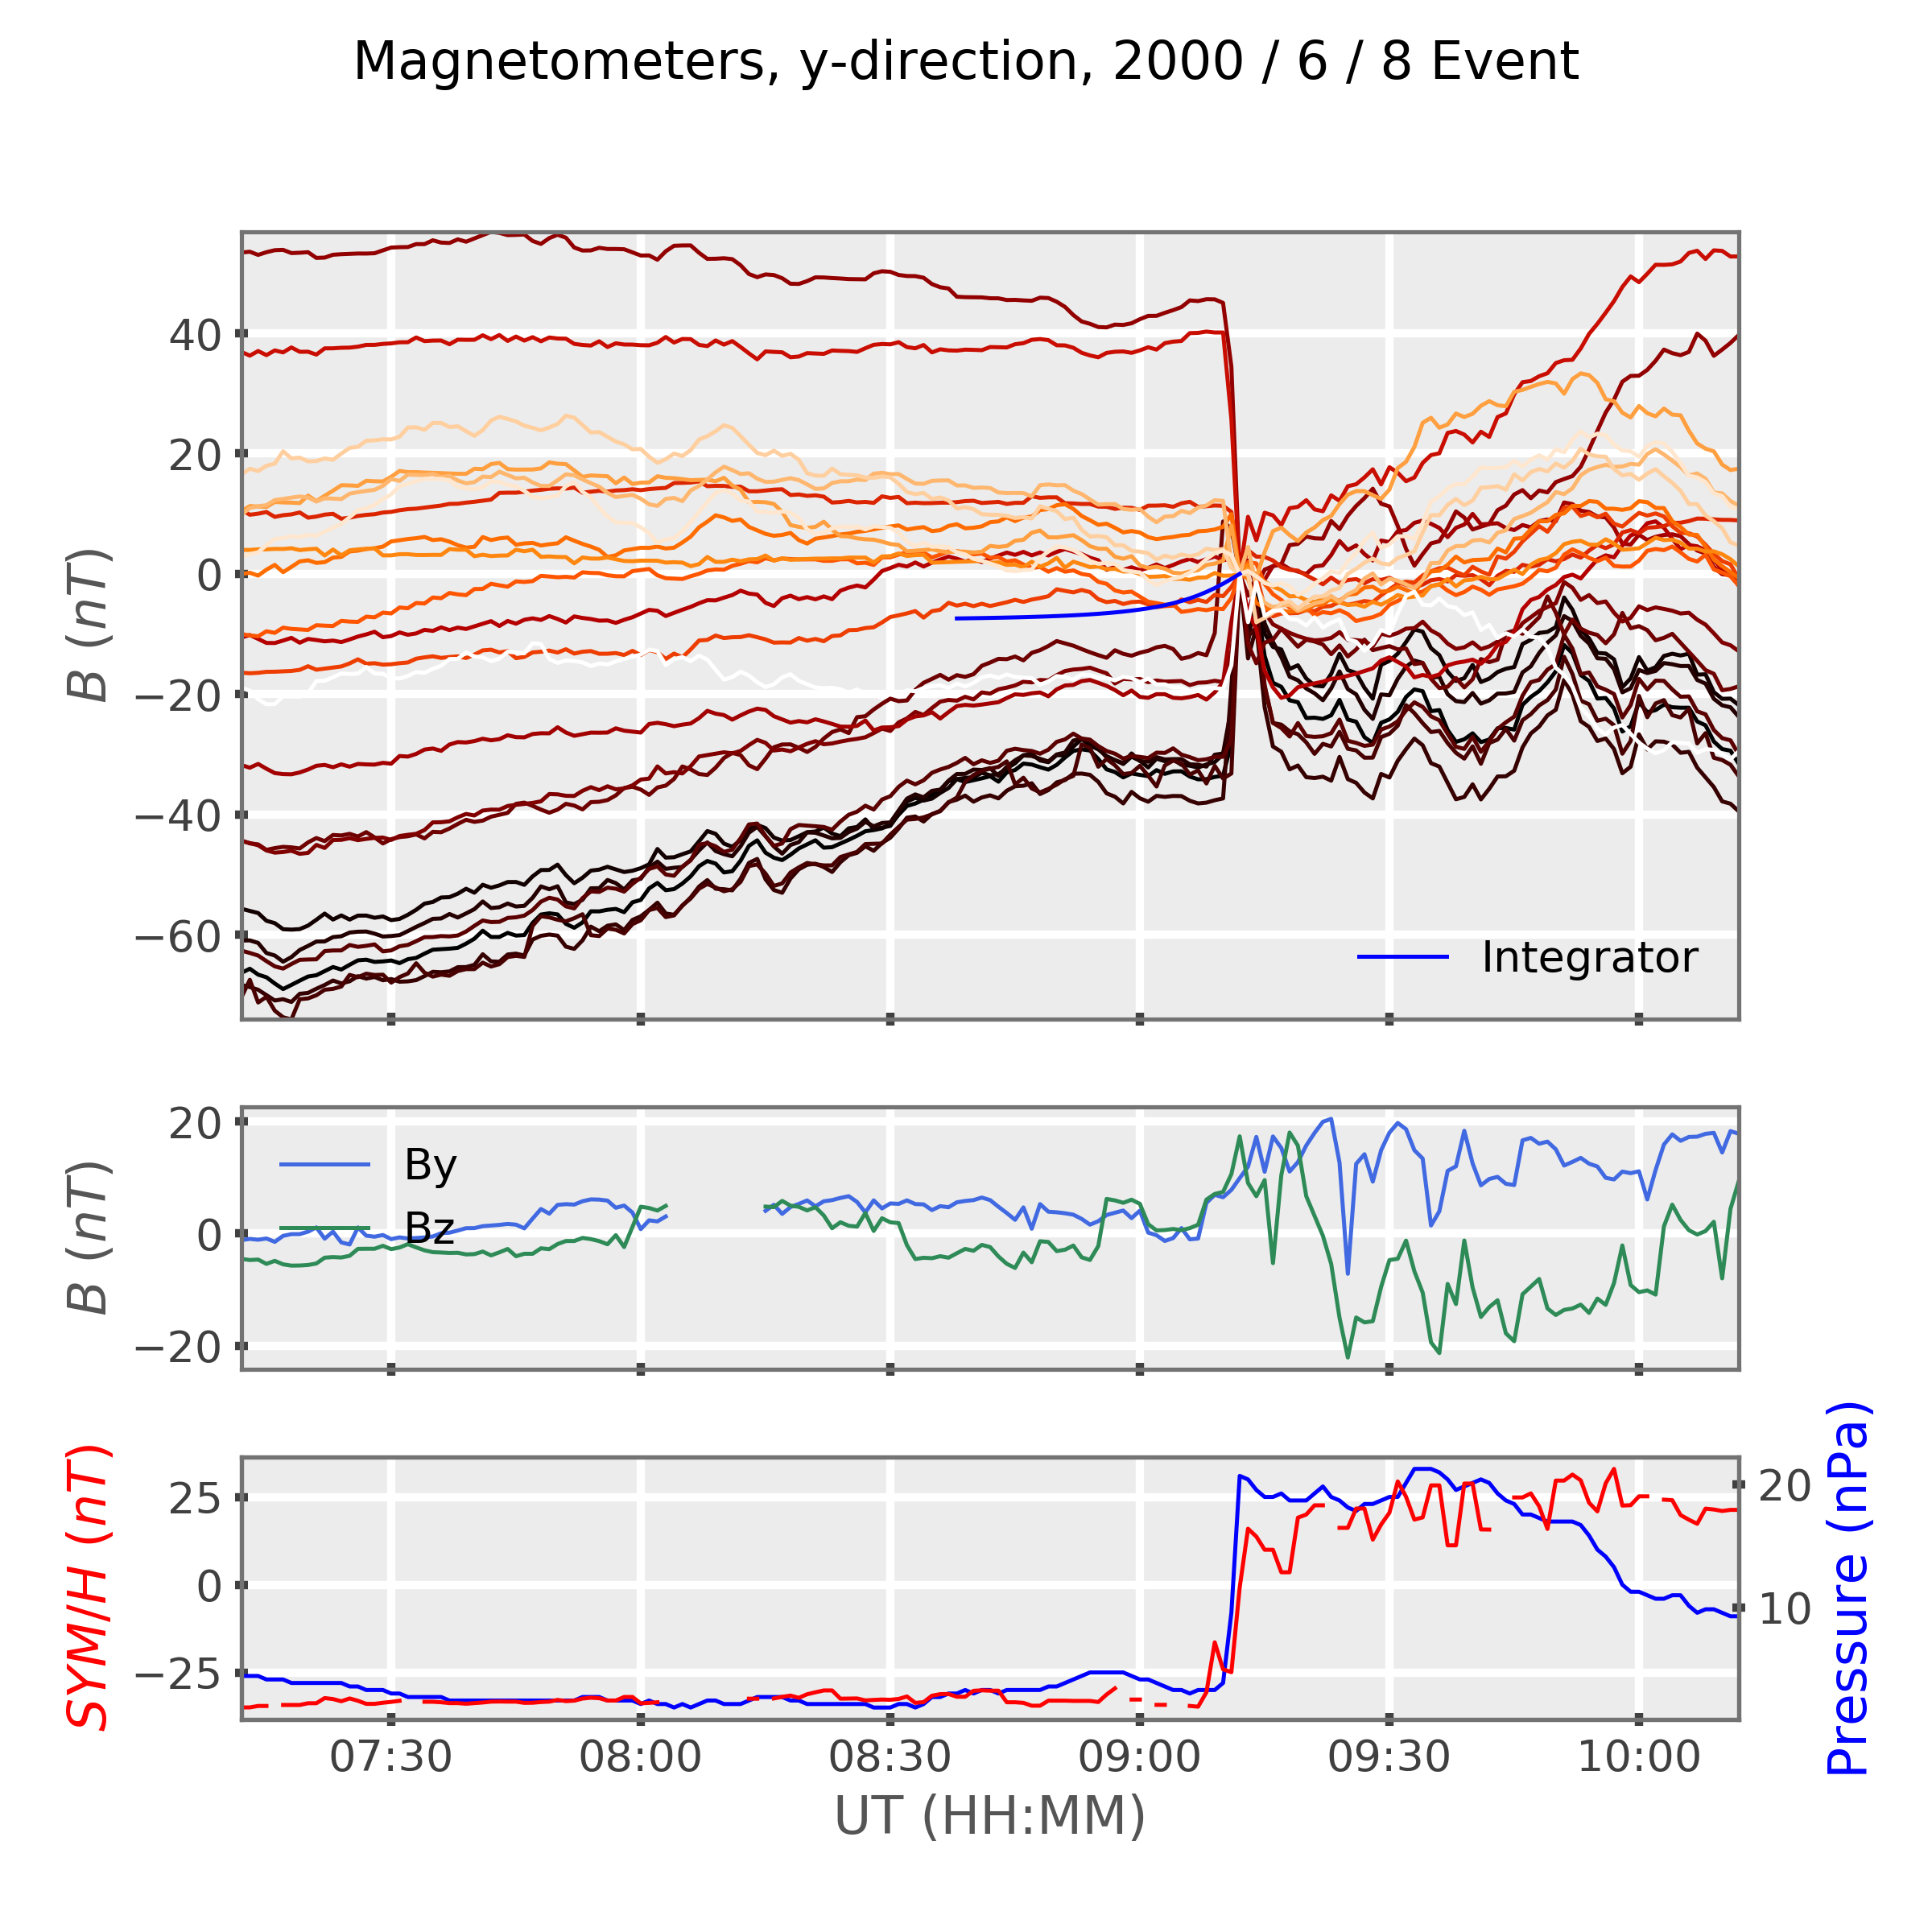 Magnetometers, y-direction, 2000 / 6 / 8 Event
B (nT)
40
20
0
−20
−40
−60
Integrator
B (nT)
20
0
−20
By
Bz
SYM/H (nT)
25
0
−25
20
10
Pressure (nPa)
07:30 08:00 08:30 09:00 09:30 10:00
UT (HH:MM)